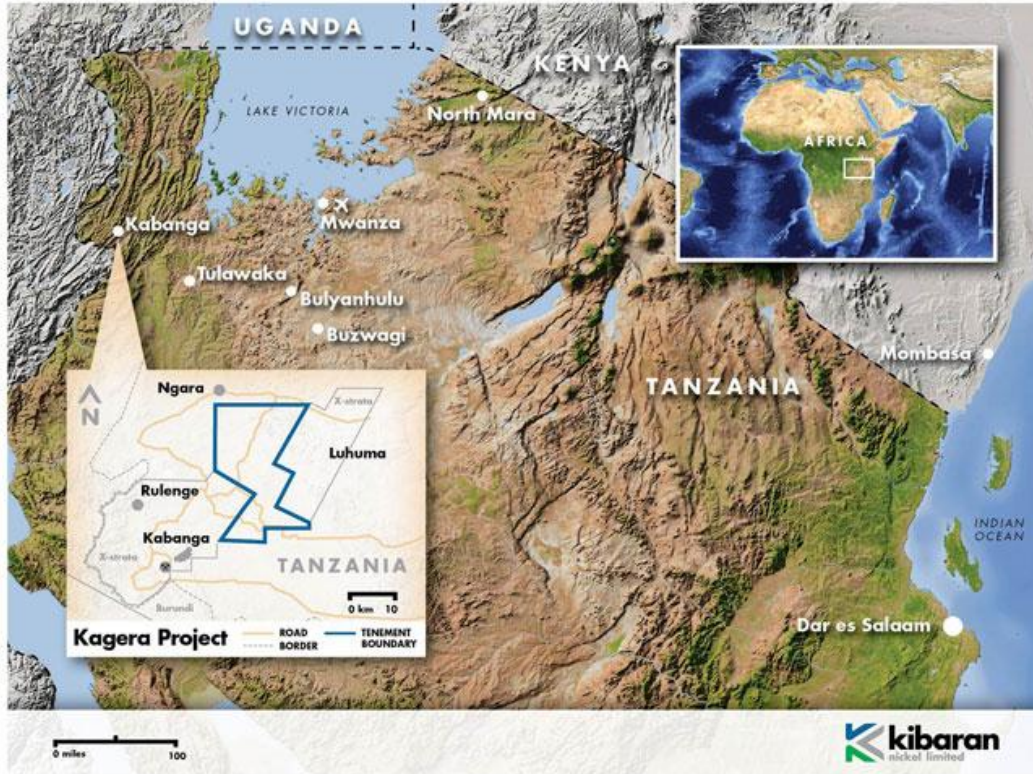 UGANDA
KENYA
LAKE VICTORIA
North Mara
AFRICA
Mwanza
Kabanga
Tulawaka
Bulyanhulu
Buzwagi
Mombasa
TANZANIA
INDIAN
OCEAN
Dar es Salaam
N
Ngara
X-strata
Luhuma
Rulenge
Kabanga
X-strata
TANZANIA
Burundi
0 km 10
Kagera Project
ROAD
BORDER
TENEMENT
BOUNDARY
0 miles 100
kibaran
nickel limited